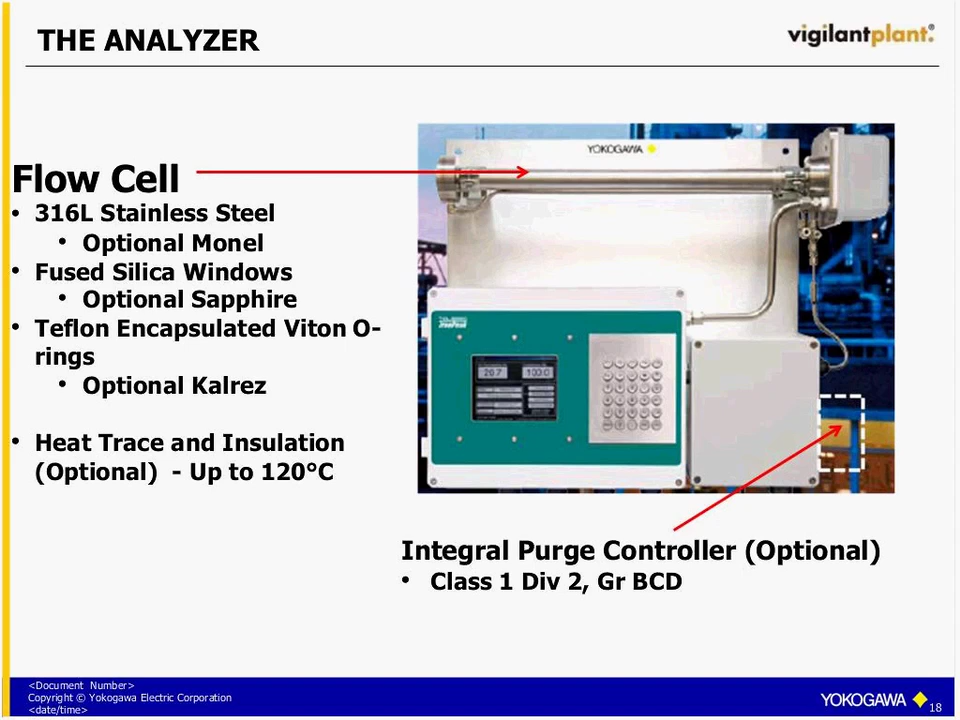 THE ANALYZER
vigilantplant.®
Flow Cell
• 316L Stainless Steel
• Optional Monel
• Fused Silica Windows
• Optional Sapphire
• Teflon Encapsulated Viton O-
rings
• Optional Kalrez
• Heat Trace and Insulation
(Optional) - Up to 120°C
YOKOGAWA
Integral Purge Controller (Optional)
• Class 1 Div 2, Gr BCD
<Document Number>
Copyright © Yokogawa Electric Corporation
<date/time>
YOKOGAWA
18